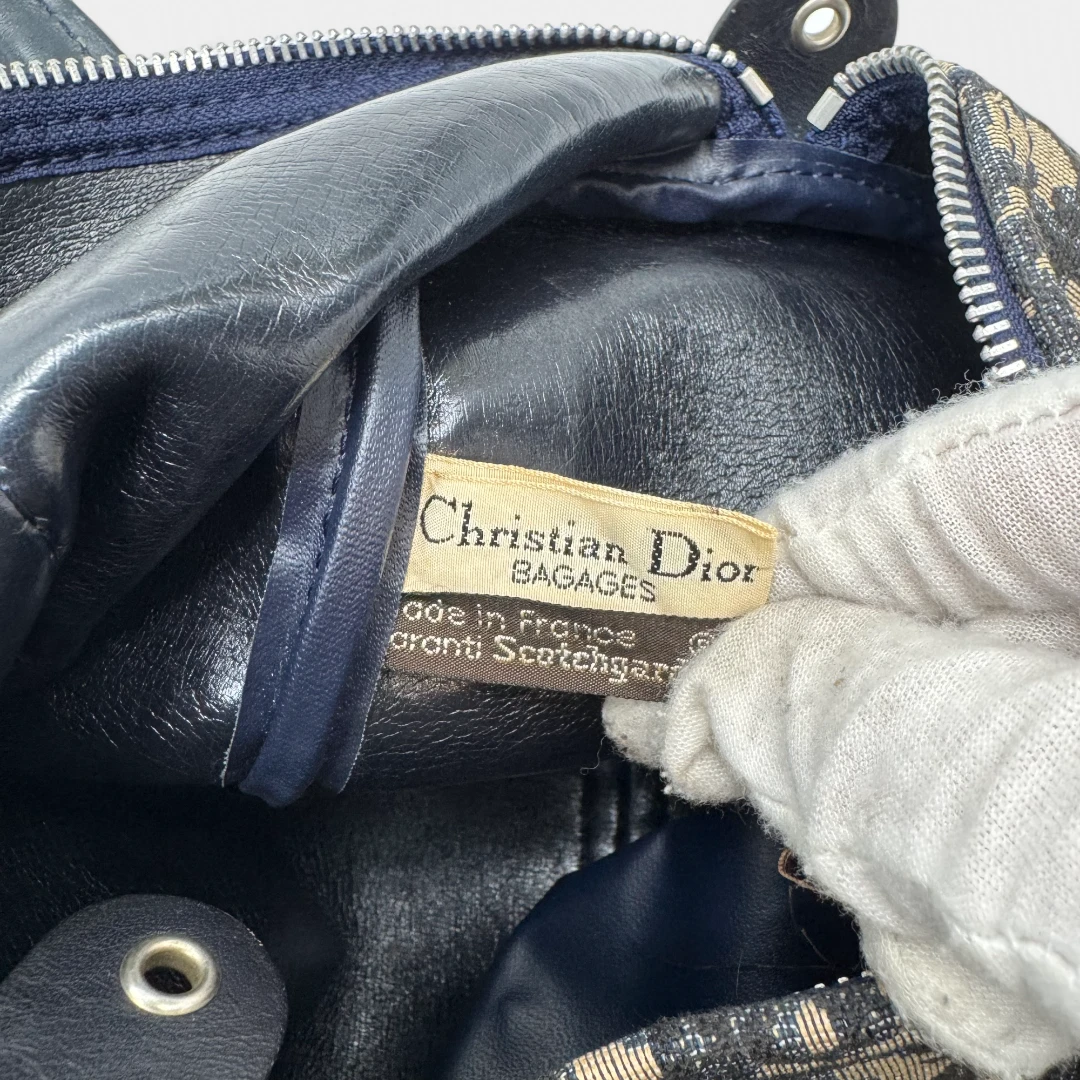 Christian Dior
BAGAGES
ade in France
aranti Scotchgar